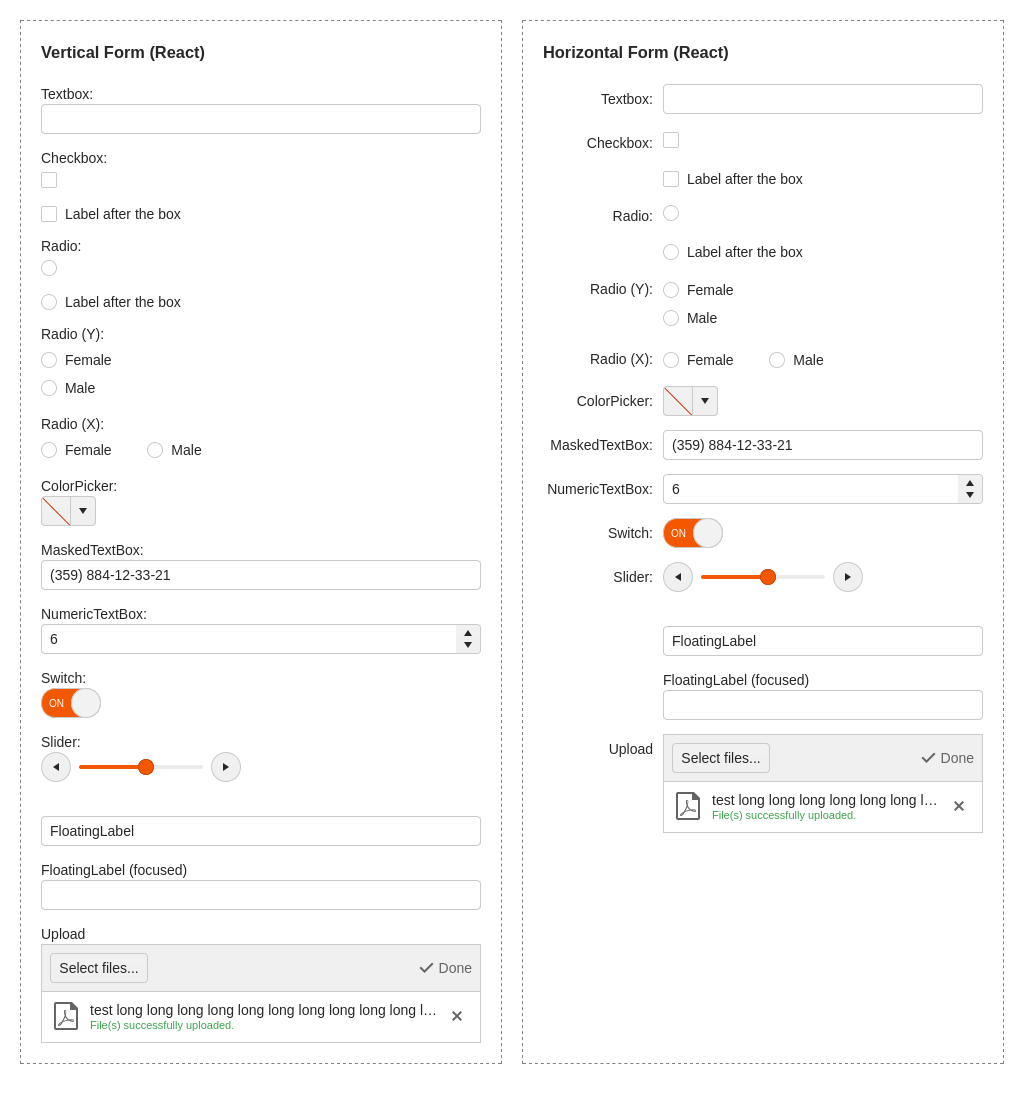 Vertical Form (React)
Textbox:
Checkbox:
Label after the box
Radio:
Label after the box
Radio (Y):
Female
Male
Radio (X):
Female Male
ColorPicker:
MaskedTextBox:
(359) 884-12-33-21
NumericTextBox:
6
Switch:
ON
Slider:
FloatingLabel
FloatingLabel (focused)
Upload
Select files... Done
test long long long long long long long long long long l...
File(s) successfully uploaded.
Horizontal Form (React)
Textbox:
Checkbox:
Label after the box
Radio:
Label after the box
Radio (Y): Female
Male
Radio (X): Female Male
ColorPicker:
MaskedTextBox: (359) 884-12-33-21
NumericTextBox: 6
Switch: ON
Slider:
FloatingLabel
FloatingLabel (focused)
Upload Select files... Done
test long long long long long long l...
File(s) successfully uploaded.